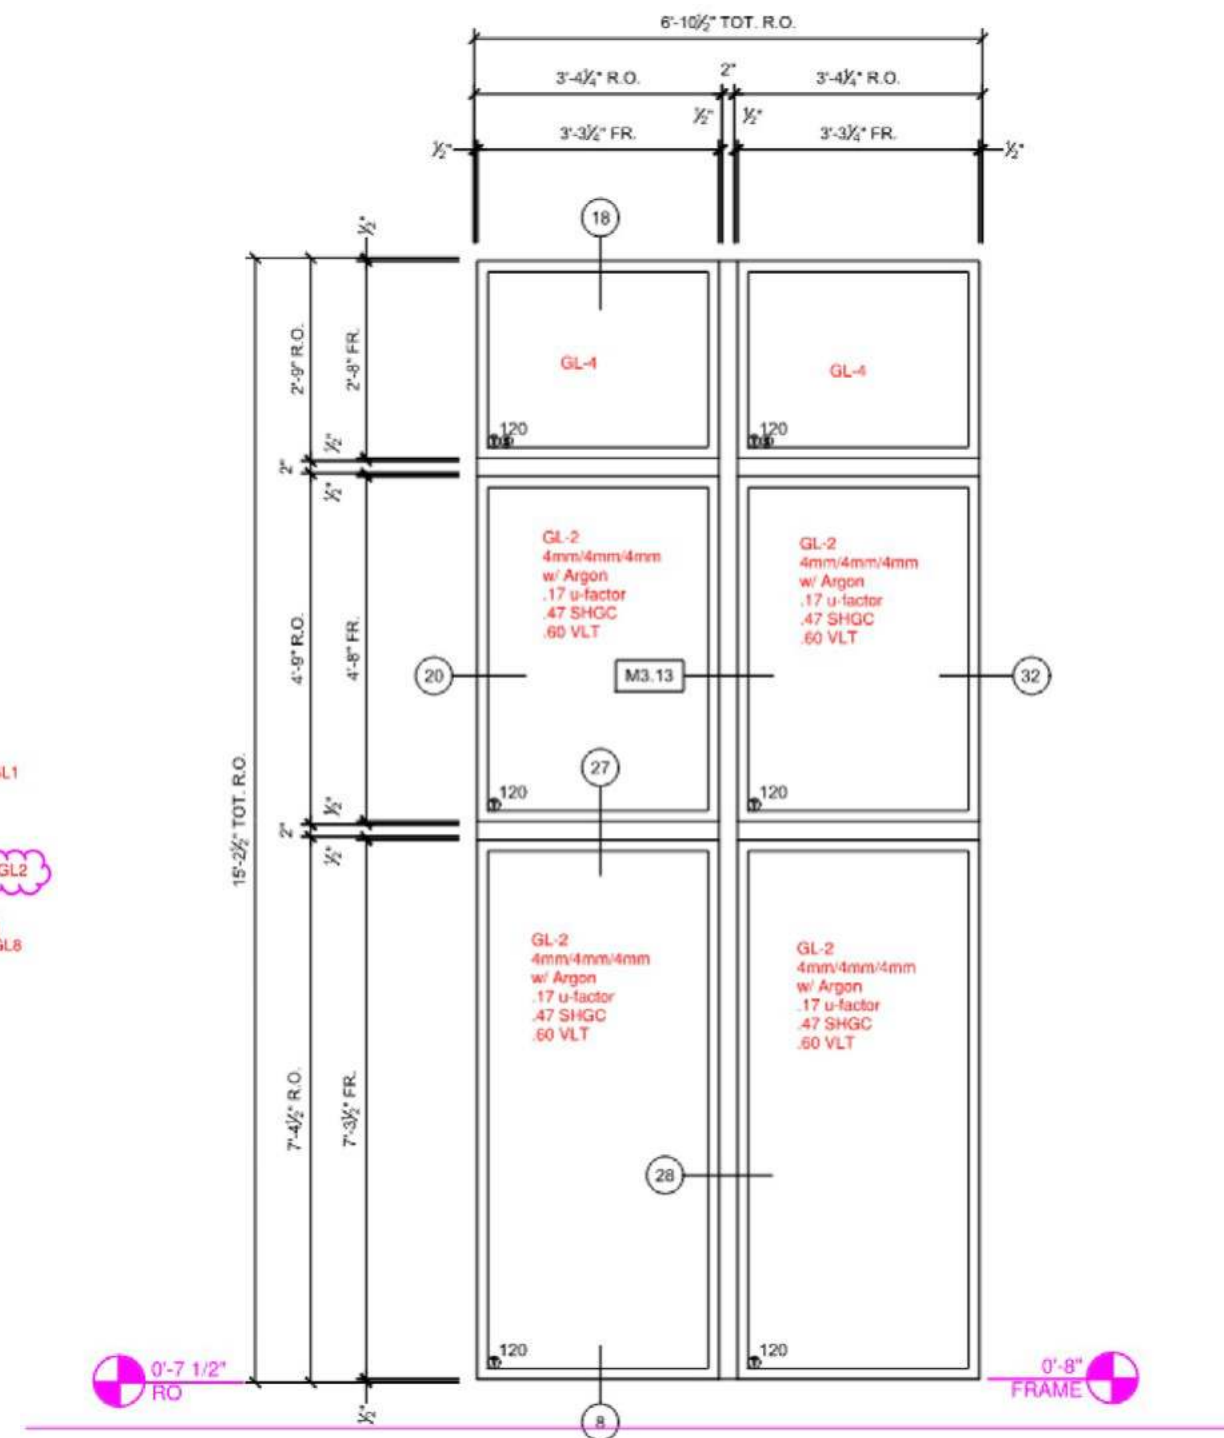 6'-10½" TOT. R.O.
3'-4¼" R.O.
2"
3'-4¼" R.O.
½"
½"
3'-3¼" FR.
3'-3¼" FR.
½"
½"
18
½"
2'-9" R.O.
2'-8" FR.
GL-4
GL-4
120
120
½"
2"
½"
GL-2
4mm/4mm/4mm
w/ Argon
.17 u-factor
.47 SHGC
.60 VLT
GL-2
4mm/4mm/4mm
w/ Argon
.17 u-factor
.47 SHGC
.60 VLT
4'-9" R.O.
4'-8" FR.
20
M3.13
32
27
120
120
15'-2½" TOT. R.O.
½"
2"
½"
GL2
GL-2
4mm/4mm/4mm
w/ Argon
.17 u-factor
.47 SHGC
.60 VLT
GL-2
4mm/4mm/4mm
w/ Argon
.17 u-factor
.47 SHGC
.60 VLT
7'-4½" R.O.
7'-3½" FR.
28
120
120
0'-7 1/2"
RO
0'-8"
FRAME
½"
8